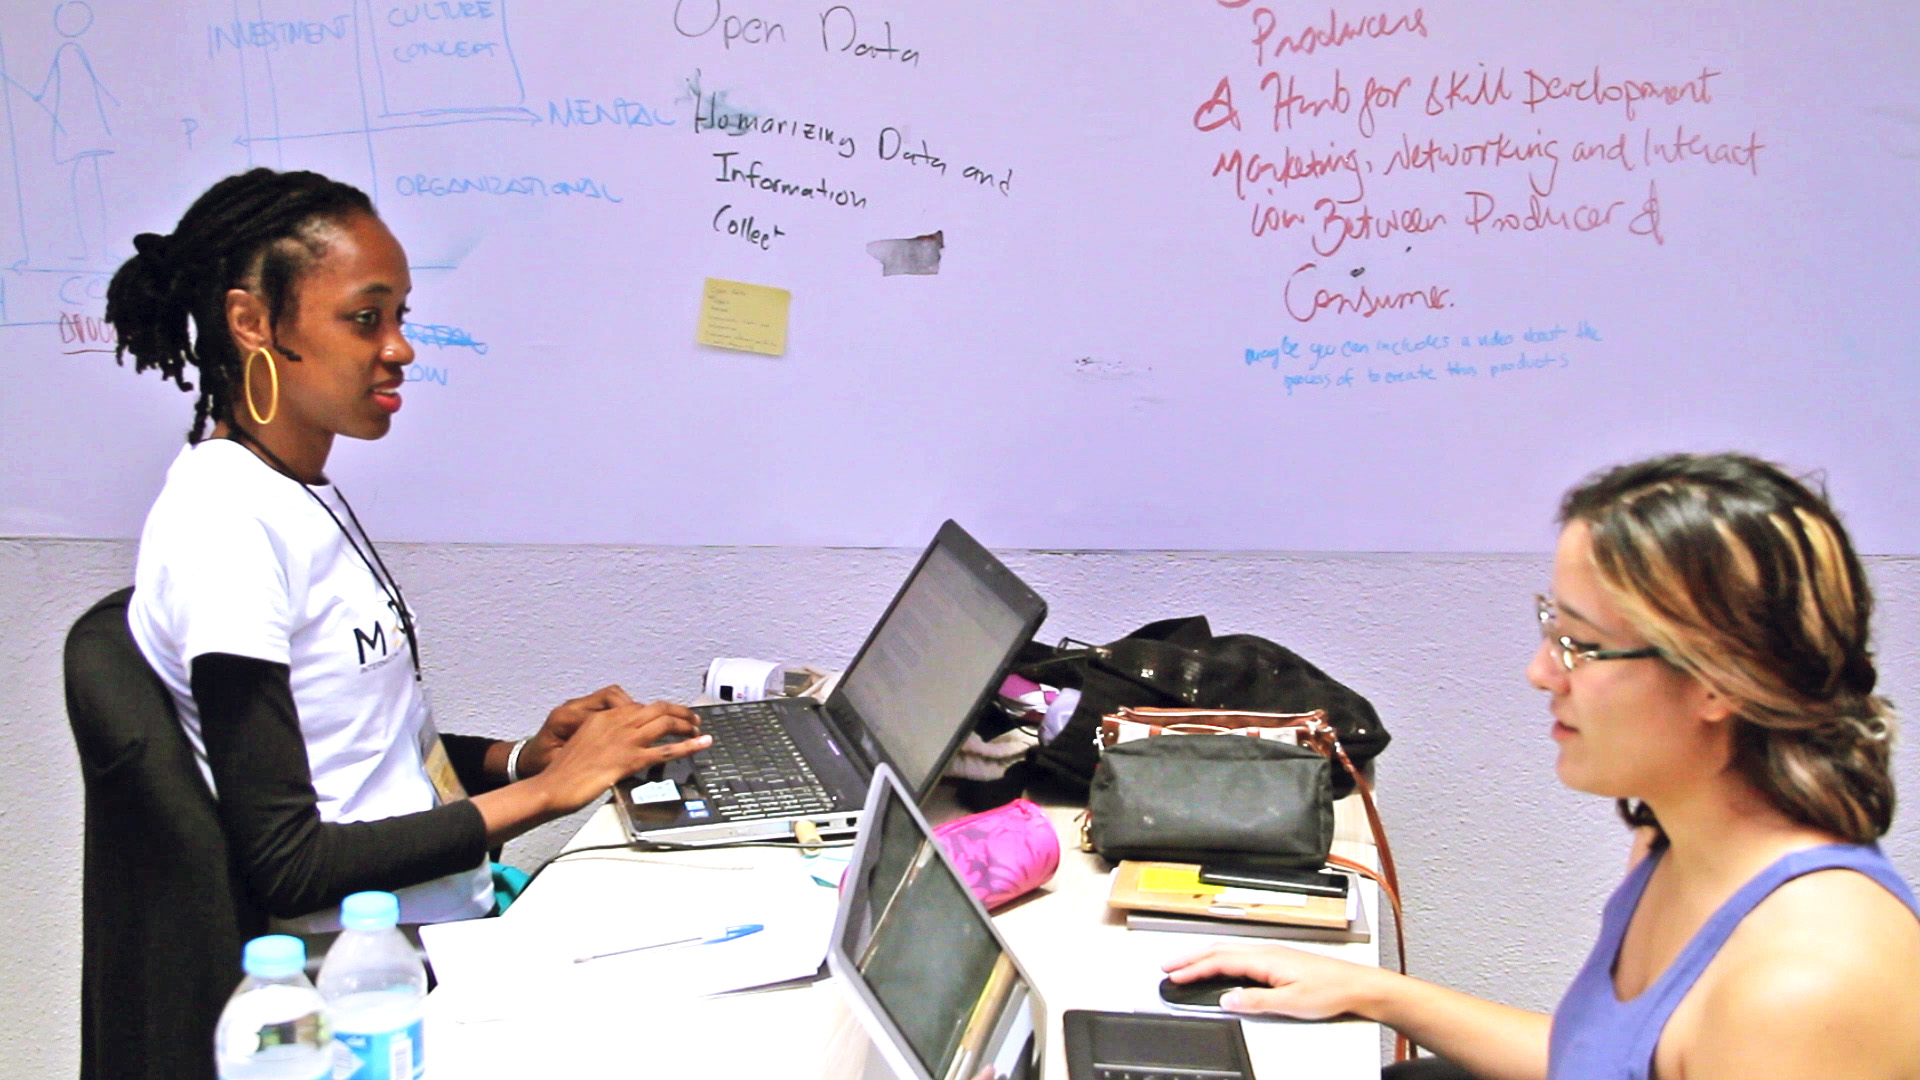 INVESTMENT
CULTURE
CONCEPT
MENTAL
P
ORGANIZATIONAL
Open Data
Homarizing Data and
Information
Collect
Producers
A Hub for Skill Development
Marketing, Networking and Interact
ion Between Producer &
Consumer.
maybe you can includes a video about the
process of to create this products
M